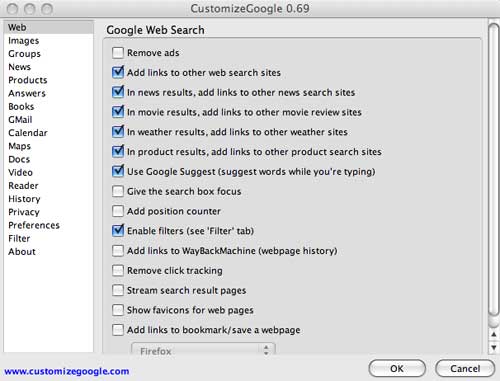 CustomizeGoogle 0.69
Web
Images
Groups
News
Products
Answers
Books
GMail
Calendar
Maps
Docs
Video
Reader
History
Privacy
Preferences
Filter
About
Google Web Search
Remove ads
Add links to other web search sites
In news results, add links to other news search sites
In movie results, add links to other movie review sites
In weather results, add links to other weather sites
In product results, add links to other product search sites
Use Google Suggest (suggest words while you're typing)
Give the search box focus
Add position counter
Enable filters (see 'Filter' tab)
Add links to WayBackMachine (webpage history)
Remove click tracking
Stream search result pages
Show favicons for web pages
Add links to bookmark/save a webpage
Firefox
www.customizegoogle.com
OK
Cancel